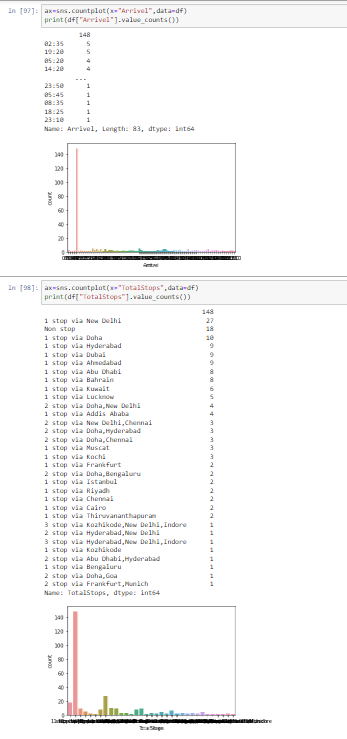 In [97]: ax=sns.countplot(x="Arrivel",data=df)
print(df["Arrivel"].value_counts())
148
02:35 5
19:20 5
05:20 4
14:20 4
...
23:50 1
05:45 1
08:35 1
18:25 1
23:10 1
Name: Arrivel, Length: 83, dtype: int64
140
120
100
80
60
40
20
0
count
Arrivel
In [98]: ax=sns.countplot(x="TotalStops",data=df)
print(df["TotalStops"].value_counts())
148
1 stop via New Delhi 27
Non stop 18
1 stop via Doha 10
1 stop via Hyderabad 9
1 stop via Dubai 9
1 stop via Ahmedabad 9
1 stop via Abu Dhabi 8
1 stop via Bahrain 8
1 stop via Kuwait 6
1 stop via Lucknow 5
2 stop via Doha,New Delhi 4
1 stop via Addis Ababa 4
2 stop via New Delhi,Chennai 3
2 stop via Doha,Hyderabad 3
2 stop via Doha,Chennai 3
1 stop via Muscat 3
1 stop via Kochi 3
1 stop via Frankfurt 2
2 stop via Doha,Bengaluru 2
1 stop via Istanbul 2
1 stop via Riyadh 2
1 stop via Chennai 2
1 stop via Cairo 2
1 stop via Thiruvananthapuram 2
3 stop via Kozhikode,New Delhi,Indore 1
2 stop via Hyderabad,New Delhi 1
3 stop via Hyderabad,New Delhi,Indore 1
1 stop via Kozhikode 1
2 stop via Abu Dhabi,Hyderabad 1
1 stop via Bengaluru 1
2 stop via Doha,Goa 1
2 stop via Frankfurt,Munich 1
Name: TotalStops, dtype: int64
140
120
100
80
60
40
20
0
count
TotalStops